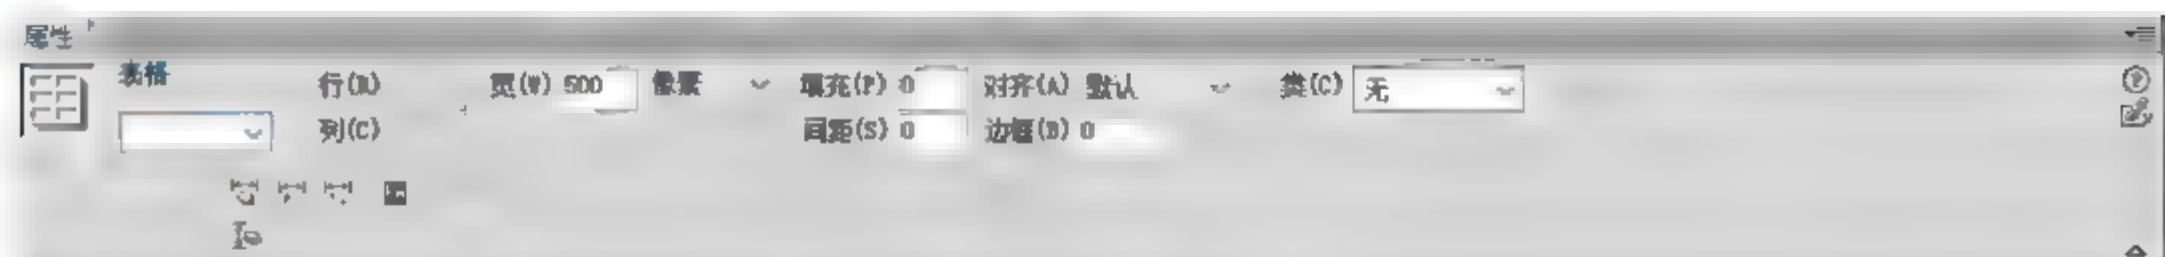 属性
表格 行(R) 宽(W) 500 像素 填充(P) 0 对齐(A) 默认 类(C) 无
列(C) 间距(S) 0 边框(B) 0